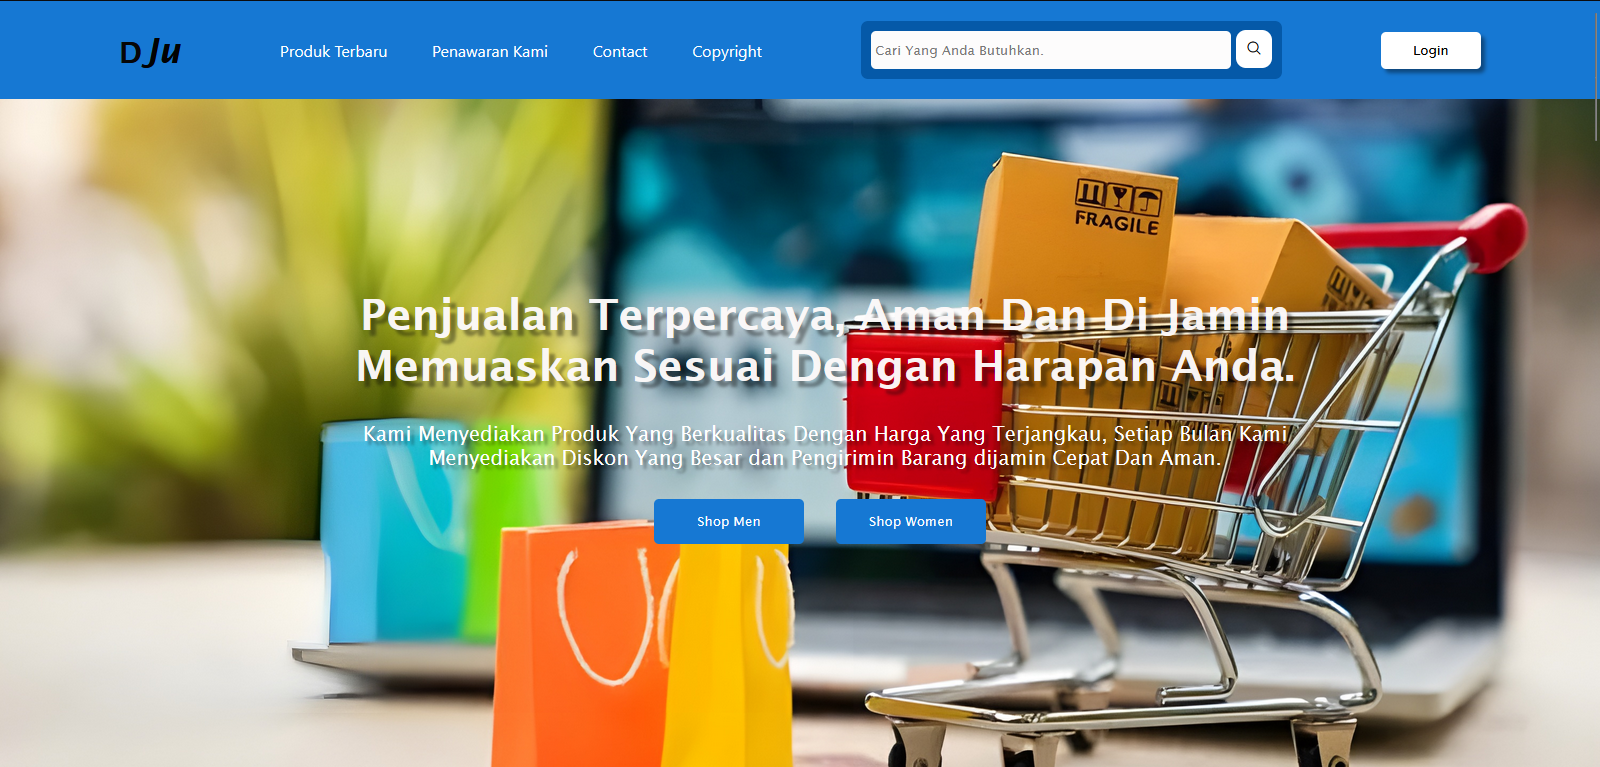 DJu
Produk Terbaru
Penawaran Kami
Contact
Copyright
Cari Yang Anda Butuhkan.
Login
FRAGILE
Penjualan Terpercaya, Aman Dan Di Jamin
Memuaskan Sesuai Dengan Harapan Anda.
Kami Menyediakan Produk Yang Berkualitas Dengan Harga Yang Terjangkau, Setiap Bulan Kami
Menyediakan Diskon Yang Besar dan Pengirimin Barang dijamin Cepat Dan Aman.
Shop Men
Shop Women